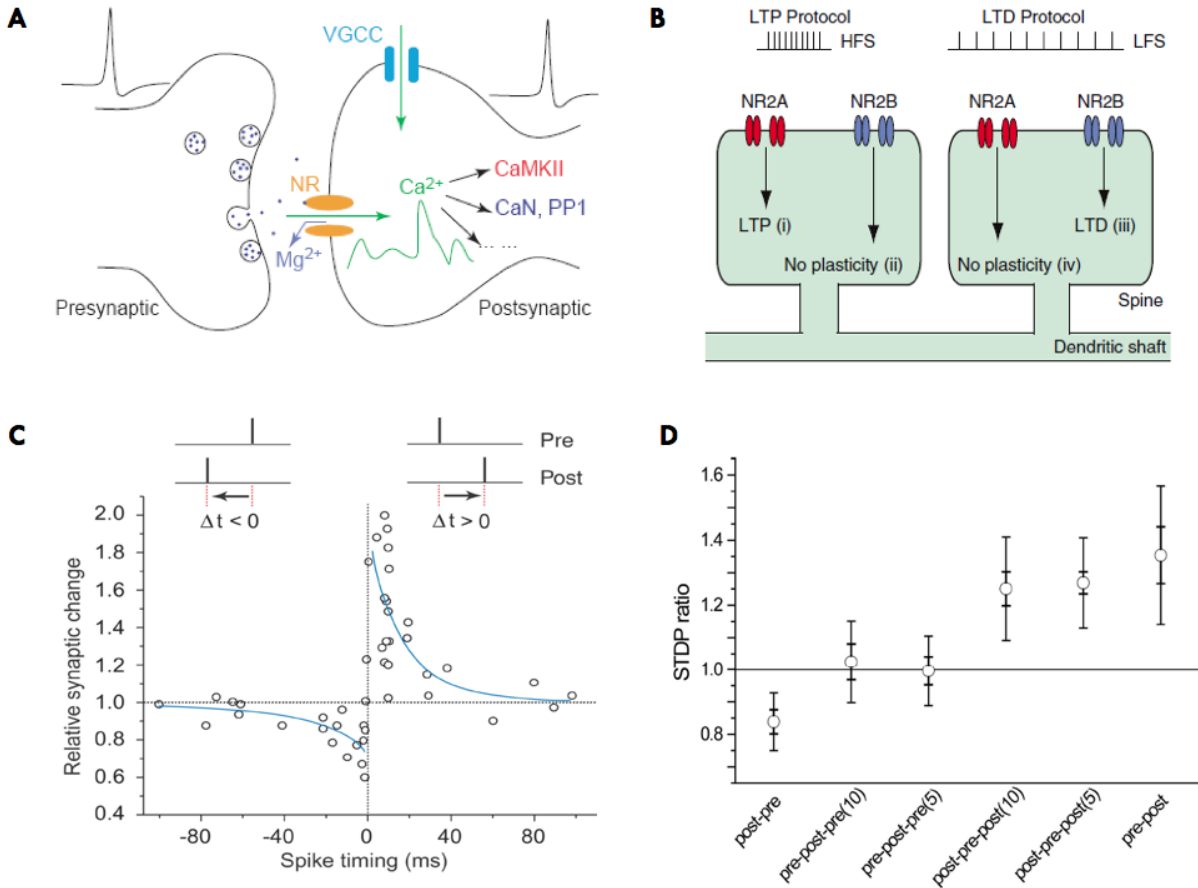 A
VGCC
NR
Ca2+
CaMKII
CaN, PP1
... ...
Mg2+
Presynaptic
Postsynaptic
B
LTP Protocol
HFS
LTD Protocol
LFS
NR2A
NR2B
NR2A
NR2B
LTP (i)
LTD (iii)
No plasticity (ii)
No plasticity (iv)
Spine
Dendritic shaft
C
Pre
Post
Δt < 0
Δt > 0
Relative synaptic change
2.0
1.8
1.6
1.4
1.2
1.0
0.8
0.6
0.4
-80
-40
0
40
80
Spike timing (ms)
D
STDP ratio
1.6
1.4
1.2
1.0
0.8
post-pre
pre-post-pre(10)
pre-post-pre(5)
post-pre-post(10)
post-pre-post(5)
pre-post